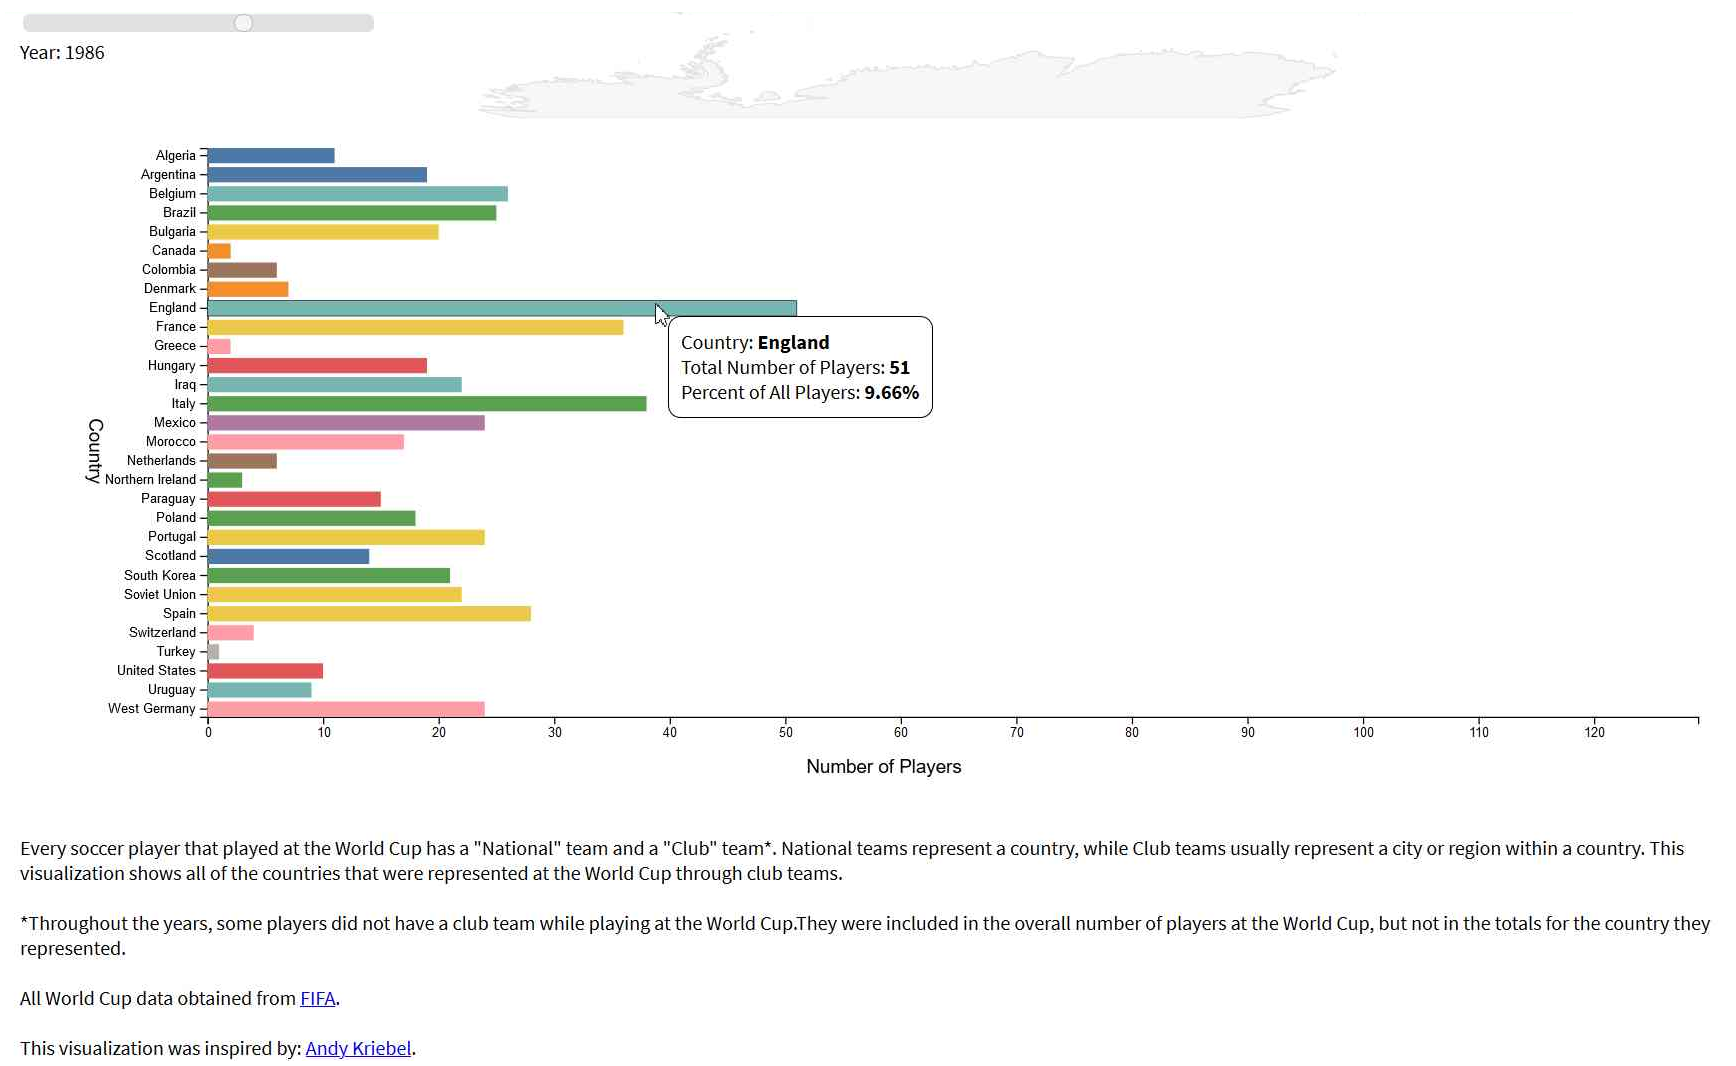 Year: 1986
Algeria
Argentina
Belgium
Brazil
Bulgaria
Canada
Colombia
Denmark
England
France
Greece
Hungary
Iraq
Italy
Mexico
Morocco
Netherlands
Northern Ireland
Paraguay
Poland
Portugal
Scotland
South Korea
Soviet Union
Spain
Switzerland
Turkey
United States
Uruguay
West Germany
Country
Country: England
Total Number of Players: 51
Percent of All Players: 9.66%
0 10 20 30 40 50 60 70 80 90 100 110 120
Number of Players
Every soccer player that played at the World Cup has a "National" team and a "Club" team*. National teams represent a country, while Club teams usually represent a city or region within a country. This
visualization shows all of the countries that were represented at the World Cup through club teams.
*Throughout the years, some players did not have a club team while playing at the World Cup.They were included in the overall number of players at the World Cup, but not in the totals for the country they
represented.
All World Cup data obtained from FIFA.
This visualization was inspired by: Andy Kriebel.